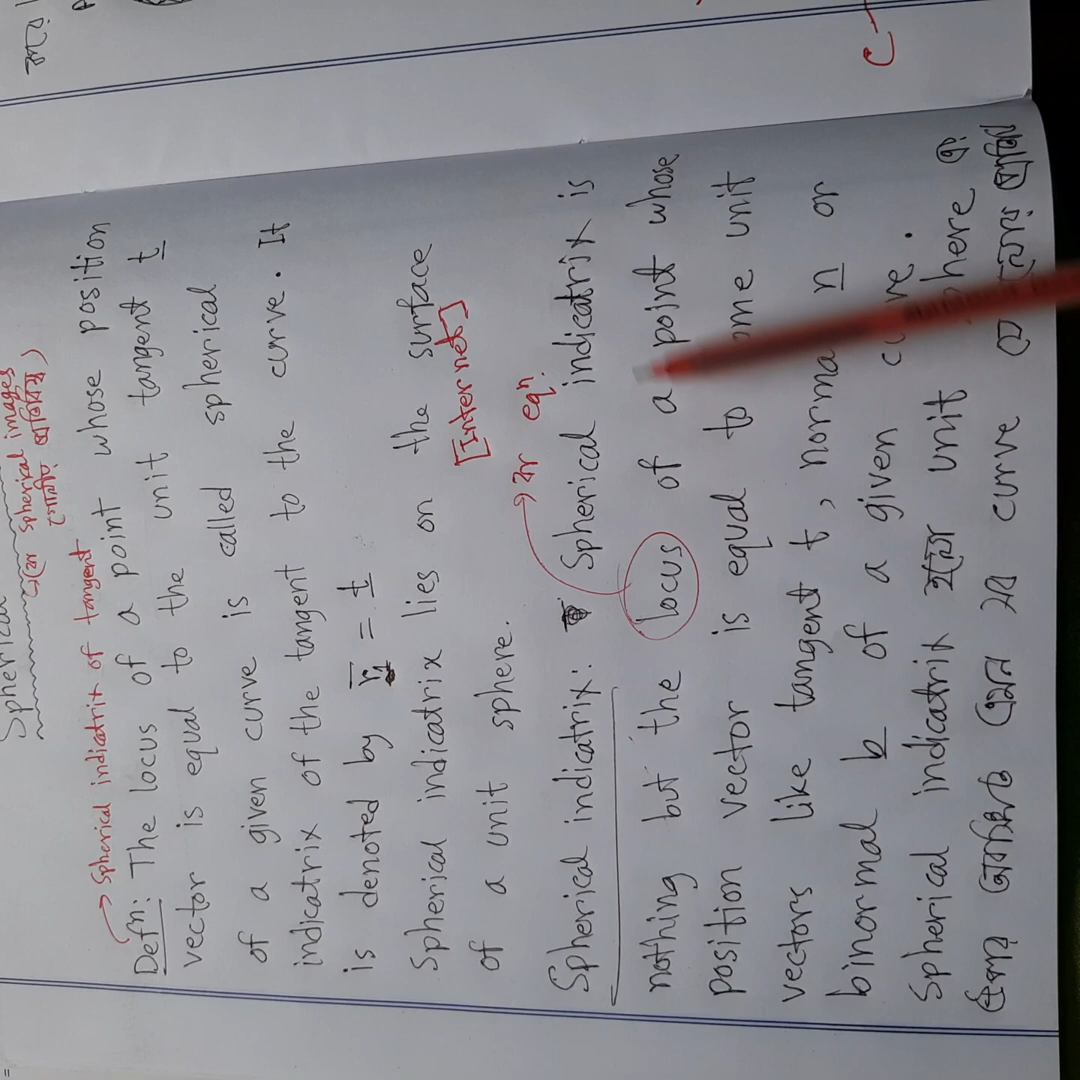 Spherical
→(বা spherical images
→ Spherical indicatrix of tangent
Defn: The locus of a point whose position
vector is equal to the unit tangent t
of a given curve is called spherical
indicatrix of the tangent to the curve. It
is denoted by r₁ = t
Spherical indicatrix lies on the surface
of a unit sphere. [Internet]
→ বা eqⁿ.
Spherical indicatrix: Spherical indicatrix is
nothing but the locus of a point whose
position vector is equal to some unit
vectors like tangent t, normal n or
binormal b of a given curve.
Spherical indicatrix হলো unit sphere এ
curve